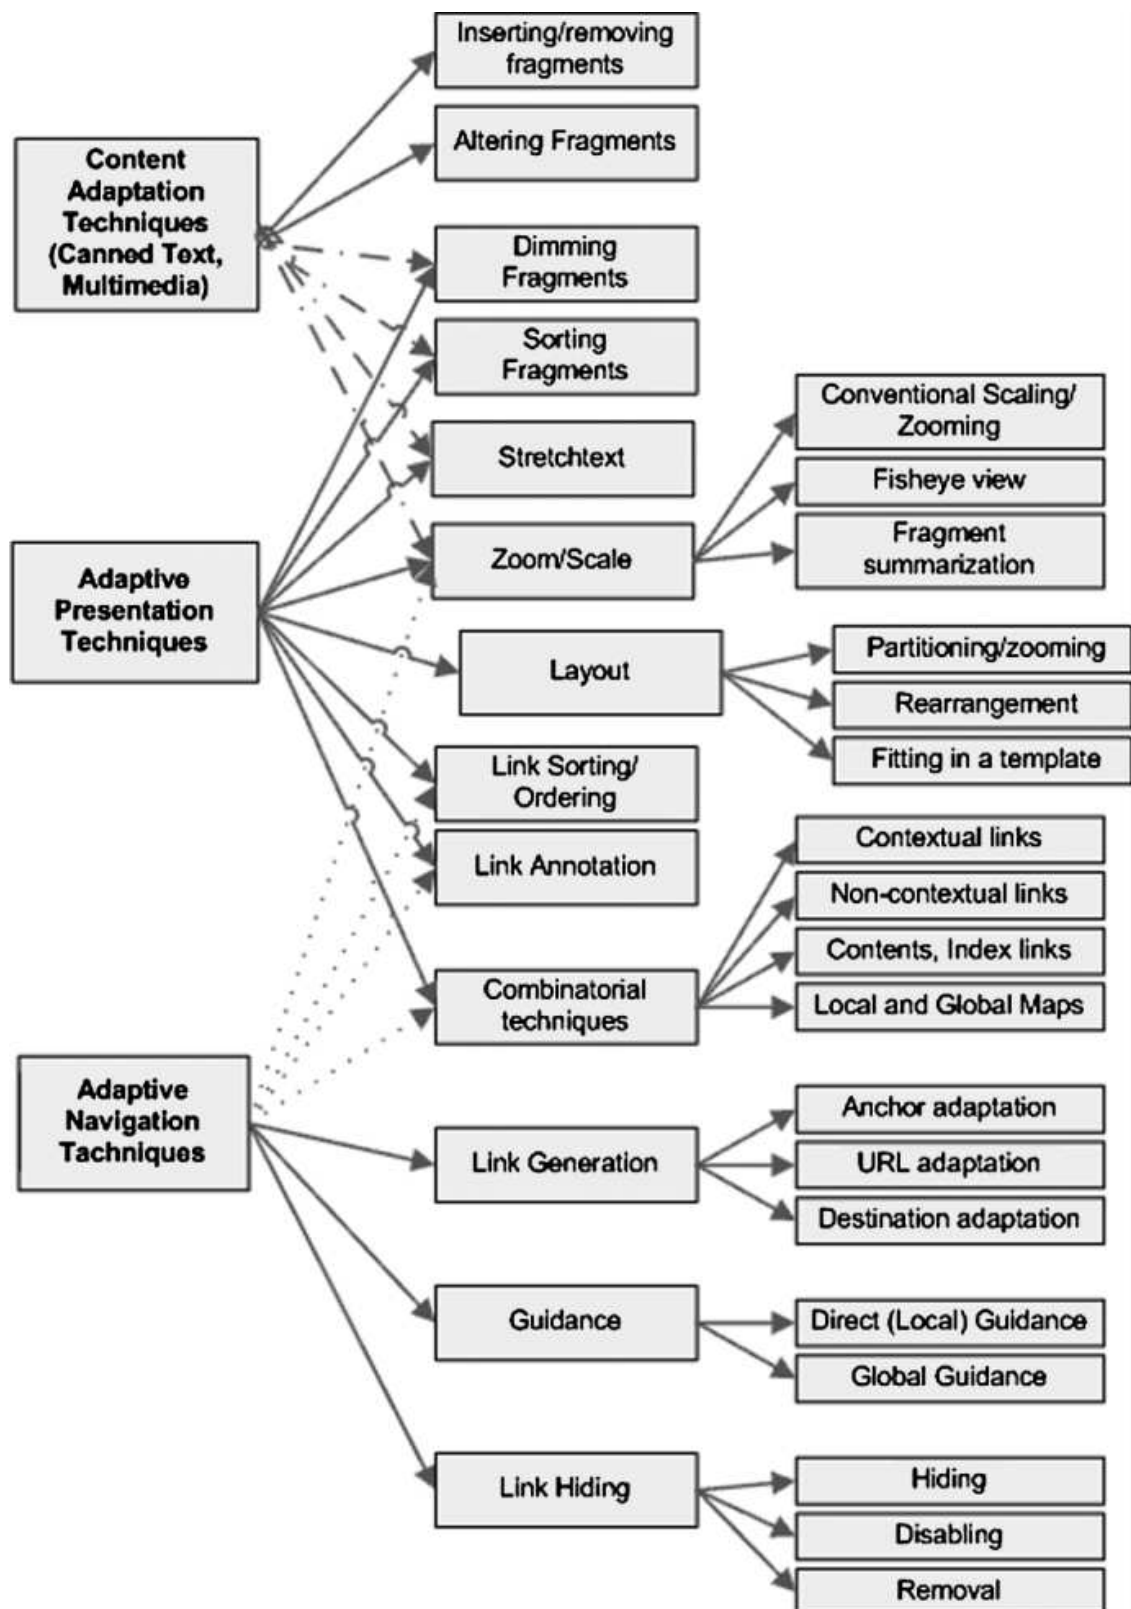 Inserting/removing
fragments
Altering Fragments
Content
Adaptation
Techniques
(Canned Text,
Multimedia)
Dimming
Fragments
Sorting
Fragments
Stretchtext
Zoom/Scale
Conventional Scaling/
Zooming
Fisheye view
Fragment
summarization
Adaptive
Presentation
Techniques
Layout
Partitioning/zooming
Rearrangement
Fitting in a template
Link Sorting/
Ordering
Link Annotation
Combinatorial
techniques
Contextual links
Non-contextual links
Contents, Index links
Local and Global Maps
Adaptive
Navigation
Tachniques
Link Generation
Anchor adaptation
URL adaptation
Destination adaptation
Guidance
Direct (Local) Guidance
Global Guidance
Link Hiding
Hiding
Disabling
Removal